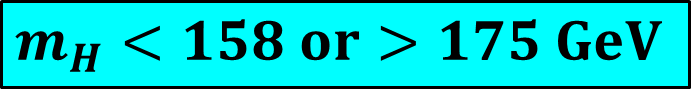 m_H < 158 or > 175 GeV